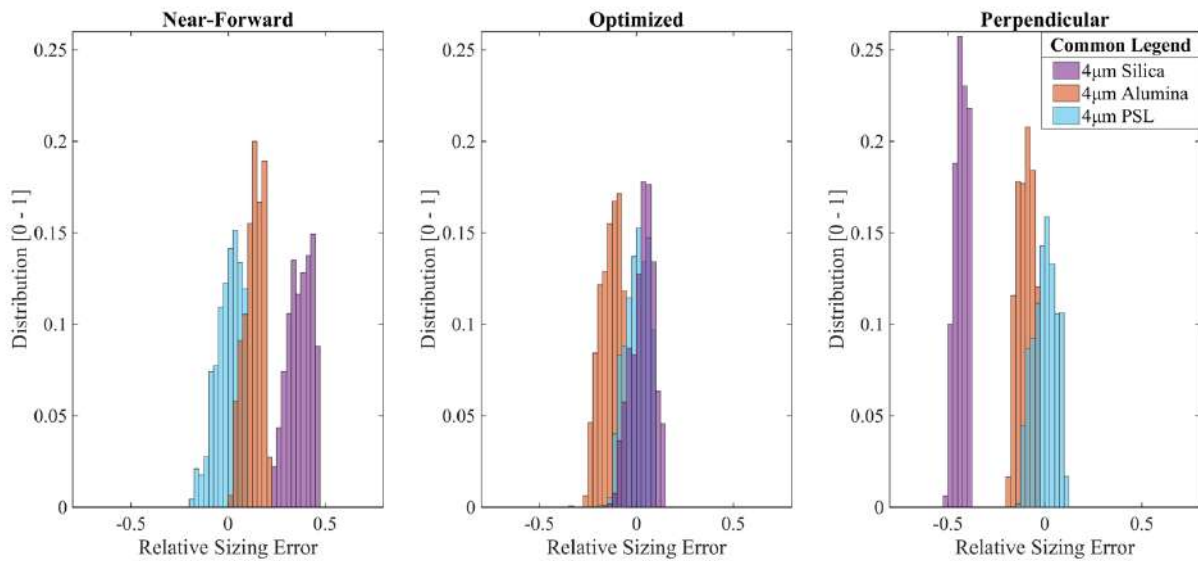 Near-Forward
Optimized
Perpendicular
Common Legend
4μm Silica
4μm Alumina
4μm PSL
Distribution [0 - 1]
0.25
0.2
0.15
0.1
0.05
0
-0.5
0
0.5
Relative Sizing Error
Distribution [0 - 1]
0.25
0.2
0.15
0.1
0.05
0
-0.5
0
0.5
Relative Sizing Error
Distribution [0 - 1]
0.25
0.2
0.15
0.1
0.05
0
-0.5
0
0.5
Relative Sizing Error